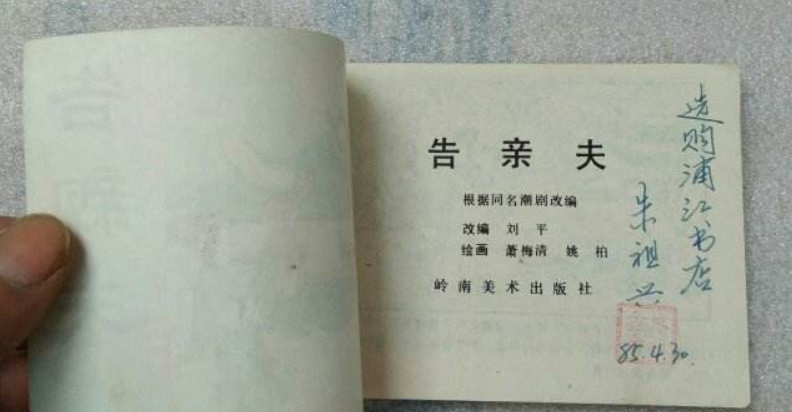 告亲夫
根据同名潮剧改编
改编 刘平
绘画 萧梅清 姚柏
岭南美术出版社
选购浦江书店
朱祖兴
85.4.30.